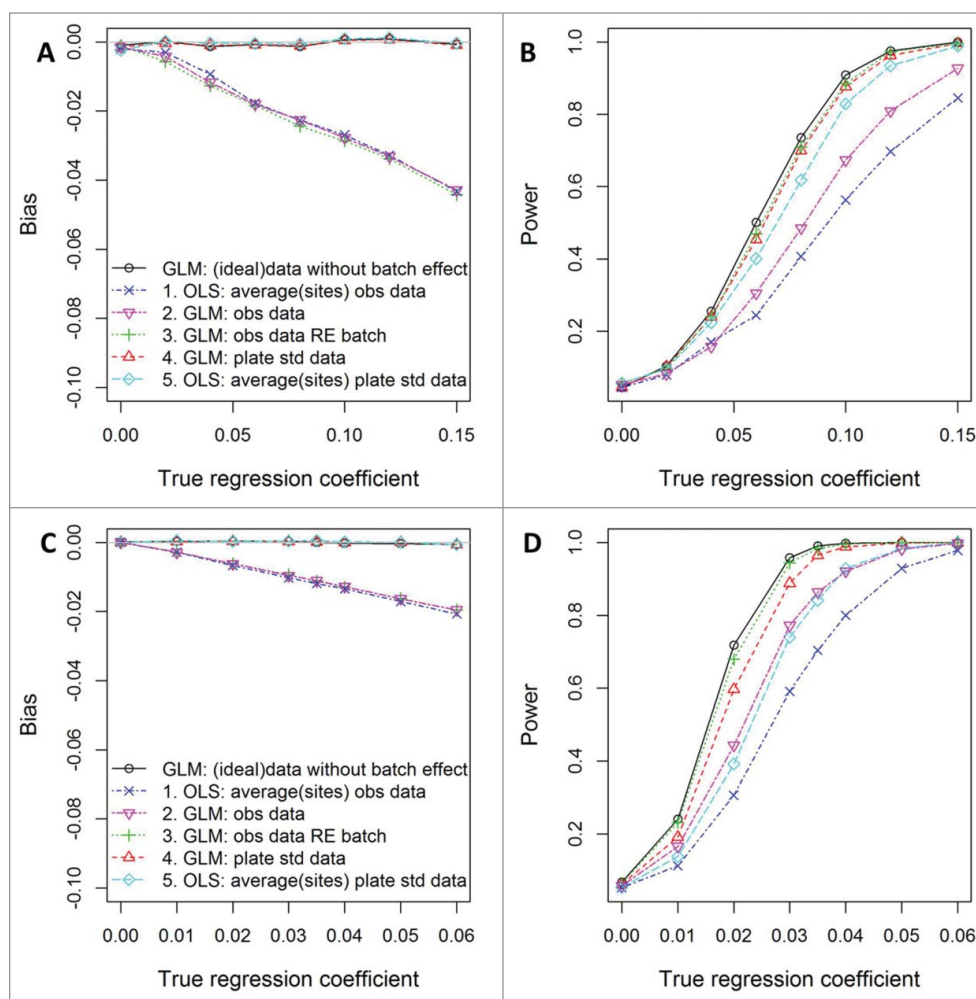 A
Bias
0.00
-0.02
-0.04
-0.06
-0.08
-0.10
GLM: (ideal)data without batch effect
1. OLS: average(sites) obs data
2. GLM: obs data
3. GLM: obs data RE batch
4. GLM: plate std data
5. OLS: average(sites) plate std data
0.00 0.05 0.10 0.15
True regression coefficient
B
Power
1.0
0.8
0.6
0.4
0.2
0.00 0.05 0.10 0.15
True regression coefficient
C
Bias
0.00
-0.02
-0.04
-0.06
-0.08
-0.10
GLM: (ideal)data without batch effect
1. OLS: average(sites) obs data
2. GLM: obs data
3. GLM: obs data RE batch
4. GLM: plate std data
5. OLS: average(sites) plate std data
0.00 0.01 0.02 0.03 0.04 0.05 0.06
True regression coefficient
D
Power
1.0
0.8
0.6
0.4
0.2
0.00 0.01 0.02 0.03 0.04 0.05 0.06
True regression coefficient